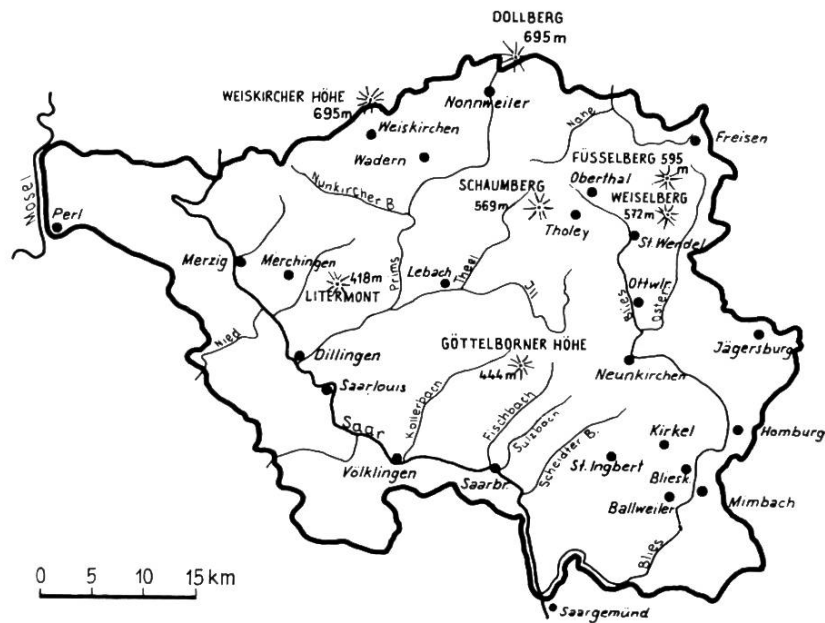 DOLLBERG
695m
WEISKIRCHER HÖHE
695m
Nonnweiler
Weiskirchen
Wadern
Nahe
Freisen
FÜSSELBERG 595
m
Oberthal
WEISELBERG
572m
SCHAUMBERG
569m
Tholey
St.Wendel
Mosel
Perl
Nunkircher B.
Merzig
Merchingen
418m
LITERMONT
Prims
Lebach
Theel
Ill
Ottwlr.
Blies
Oster
Nied
Dillingen
GÖTTELBORNER HÖHE
444m
Jägersburg
Neunkirchen
Saarlouis
Saar
Köllerbach
Fischbach
Sulzbach
Scheidter B.
Kirkel
Homburg
Völklingen
Saarbr.
St.Ingbert
Bliesk.
Ballweiler
Mimbach
Blies
0 5 10 15 km
Saargemünd